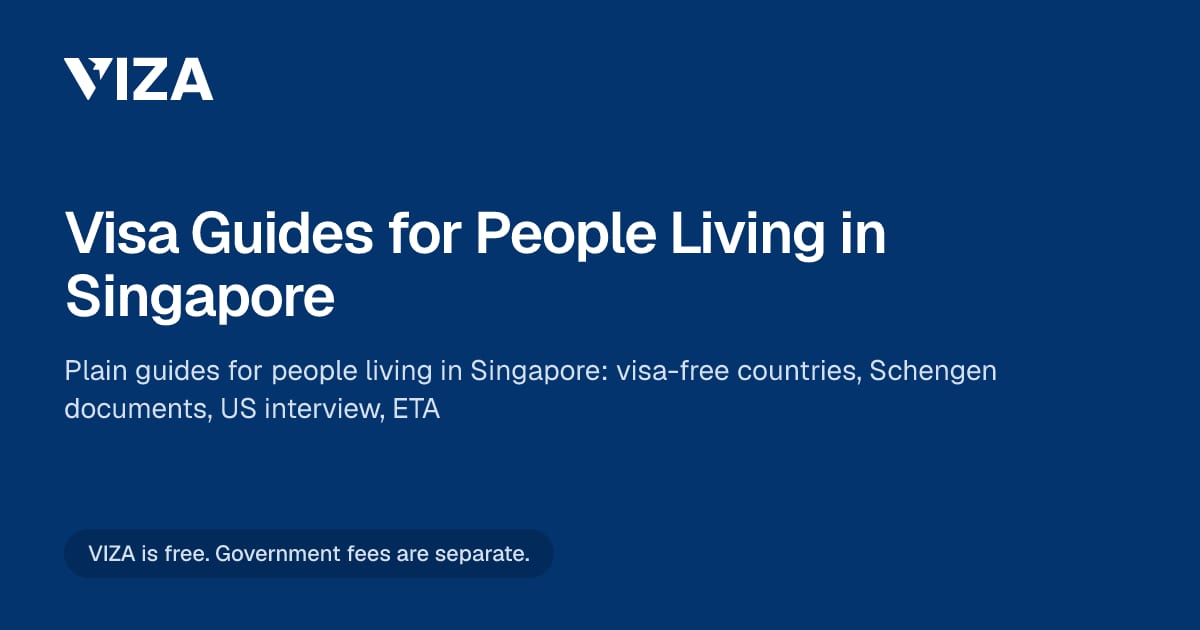 VIZA
Visa Guides for People Living in
Singapore
Plain guides for people living in Singapore: visa-free countries, Schengen
documents, US interview, ETA
VIZA is free. Government fees are separate.